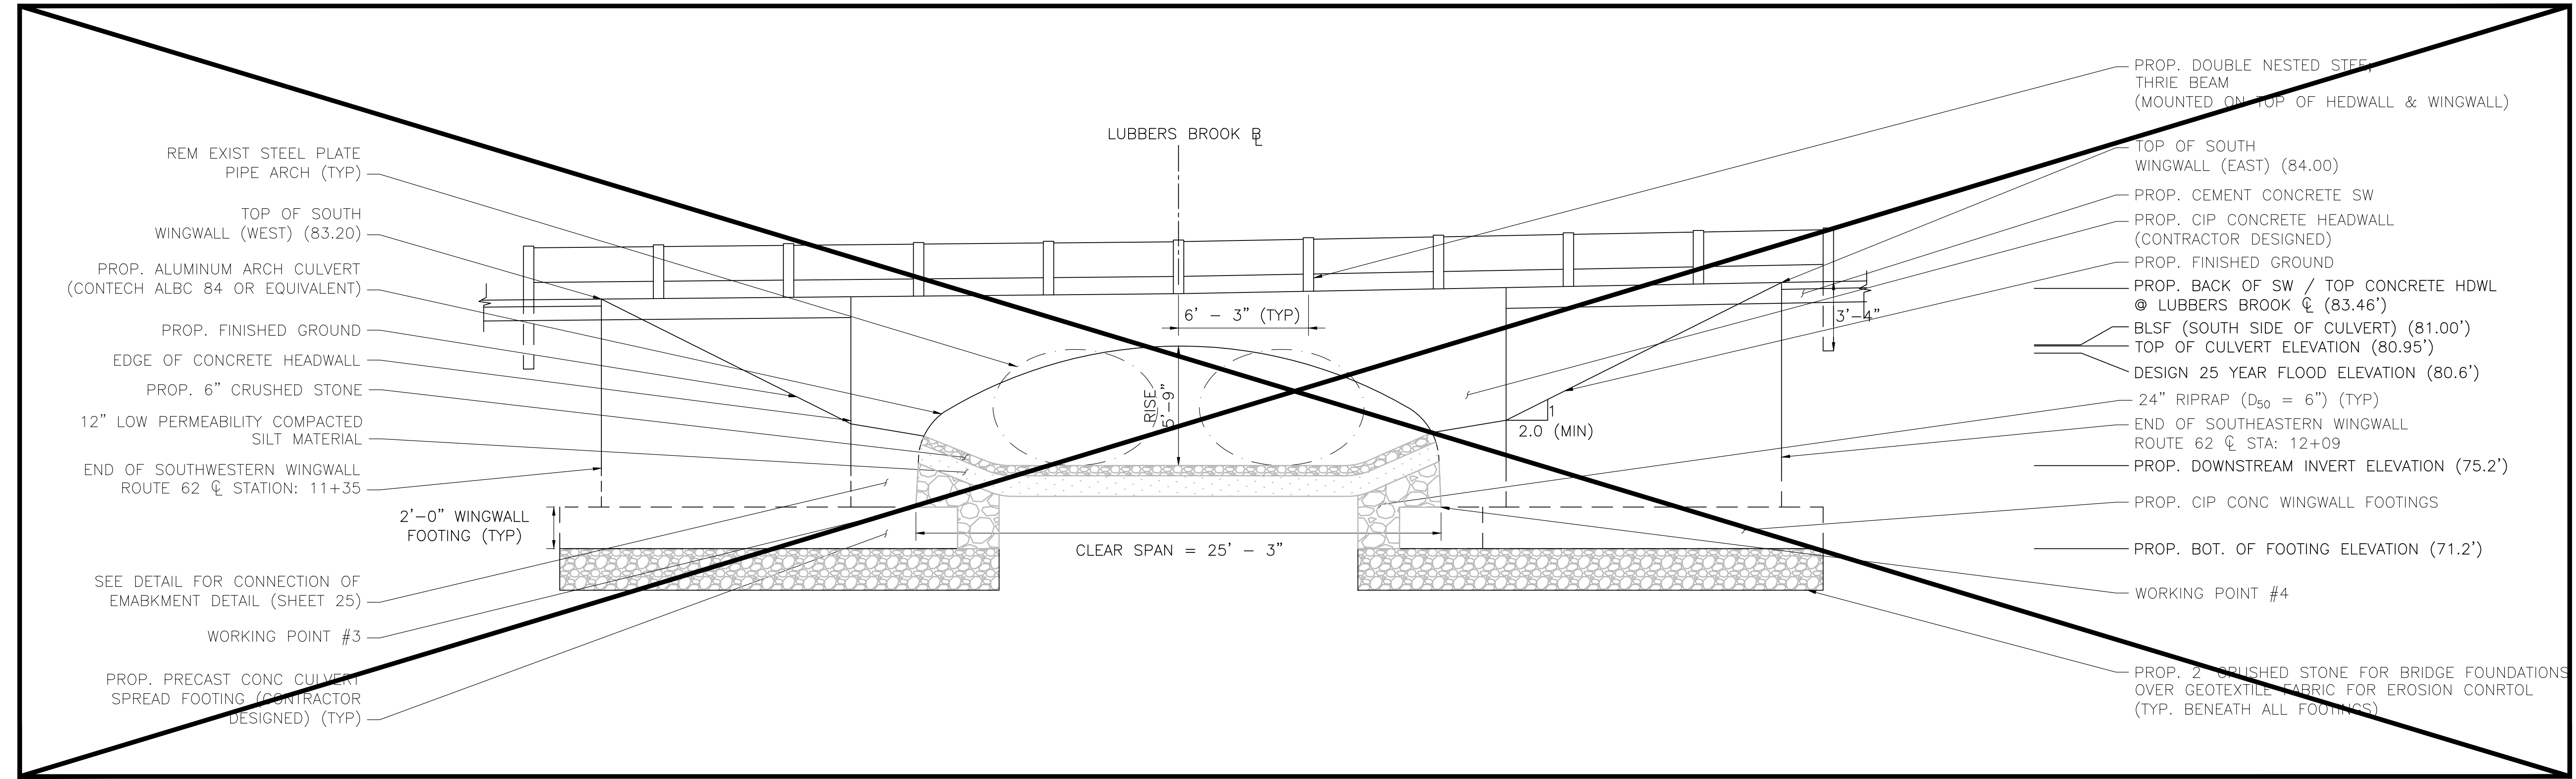 LUBBERS BROOK ⅊
REM EXIST STEEL PLATE
PIPE ARCH (TYP)
TOP OF SOUTH
WINGWALL (WEST) (83.20)
PROP. ALUMINUM ARCH CULVERT
(CONTECH ALBC 84 OR EQUIVALENT)
PROP. FINISHED GROUND
EDGE OF CONCRETE HEADWALL
PROP. 6" CRUSHED STONE
12" LOW PERMEABILITY COMPACTED
SILT MATERIAL
END OF SOUTHWESTERN WINGWALL
ROUTE 62 ℄ STATION: 11+35
2'-0" WINGWALL
FOOTING (TYP)
SEE DETAIL FOR CONNECTION OF
EMABKMENT DETAIL (SHEET 25)
WORKING POINT #3
PROP. PRECAST CONC CULVERT
SPREAD FOOTING (CONTRACTOR
DESIGNED) (TYP)
6' - 3" (TYP)
RISE
5'-9"
CLEAR SPAN = 25' - 3"
1
2.0 (MIN)
3'-4"
PROP. DOUBLE NESTED
THRIE BEAM
(MOUNTED ON TOP OF HEDWALL & WINGWALL)
TOP OF SOUTH
WINGWALL (EAST) (84.00)
PROP. CEMENT CONCRETE SW
PROP. CIP CONCRETE HEADWALL
(CONTRACTOR DESIGNED)
PROP. FINISHED GROUND
PROP. BACK OF SW / TOP CONCRETE HDWL
@ LUBBERS BROOK ℄ (83.46')
BLSF (SOUTH SIDE OF CULVERT) (81.00')
TOP OF CULVERT ELEVATION (80.95')
DESIGN 25 YEAR FLOOD ELEVATION (80.6')
24" RIPRAP (D50 = 6") (TYP)
END OF SOUTHEASTERN WINGWALL
ROUTE 62 ℄ STA: 12+09
PROP. DOWNSTREAM INVERT ELEVATION (75.2')
PROP. CIP CONC WINGWALL FOOTINGS
PROP. BOT. OF FOOTING ELEVATION (71.2')
WORKING POINT #4
PROP. 2' CRUSHED STONE FOR BRIDGE FOUNDATIONS
OVER GEOTEXTILE FABRIC FOR EROSION CONRTOL
(TYP. BENEATH ALL FOOTINGS)